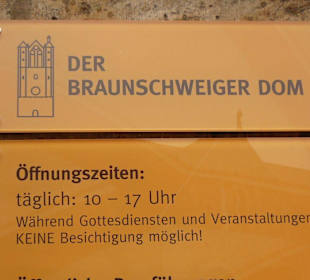 DER
BRAUNSCHWEIGER DOM
Öffnungszeiten:
täglich: 10 – 17 Uhr
Während Gottesdiensten und Veranstaltungen
KEINE Besichtigung möglich!